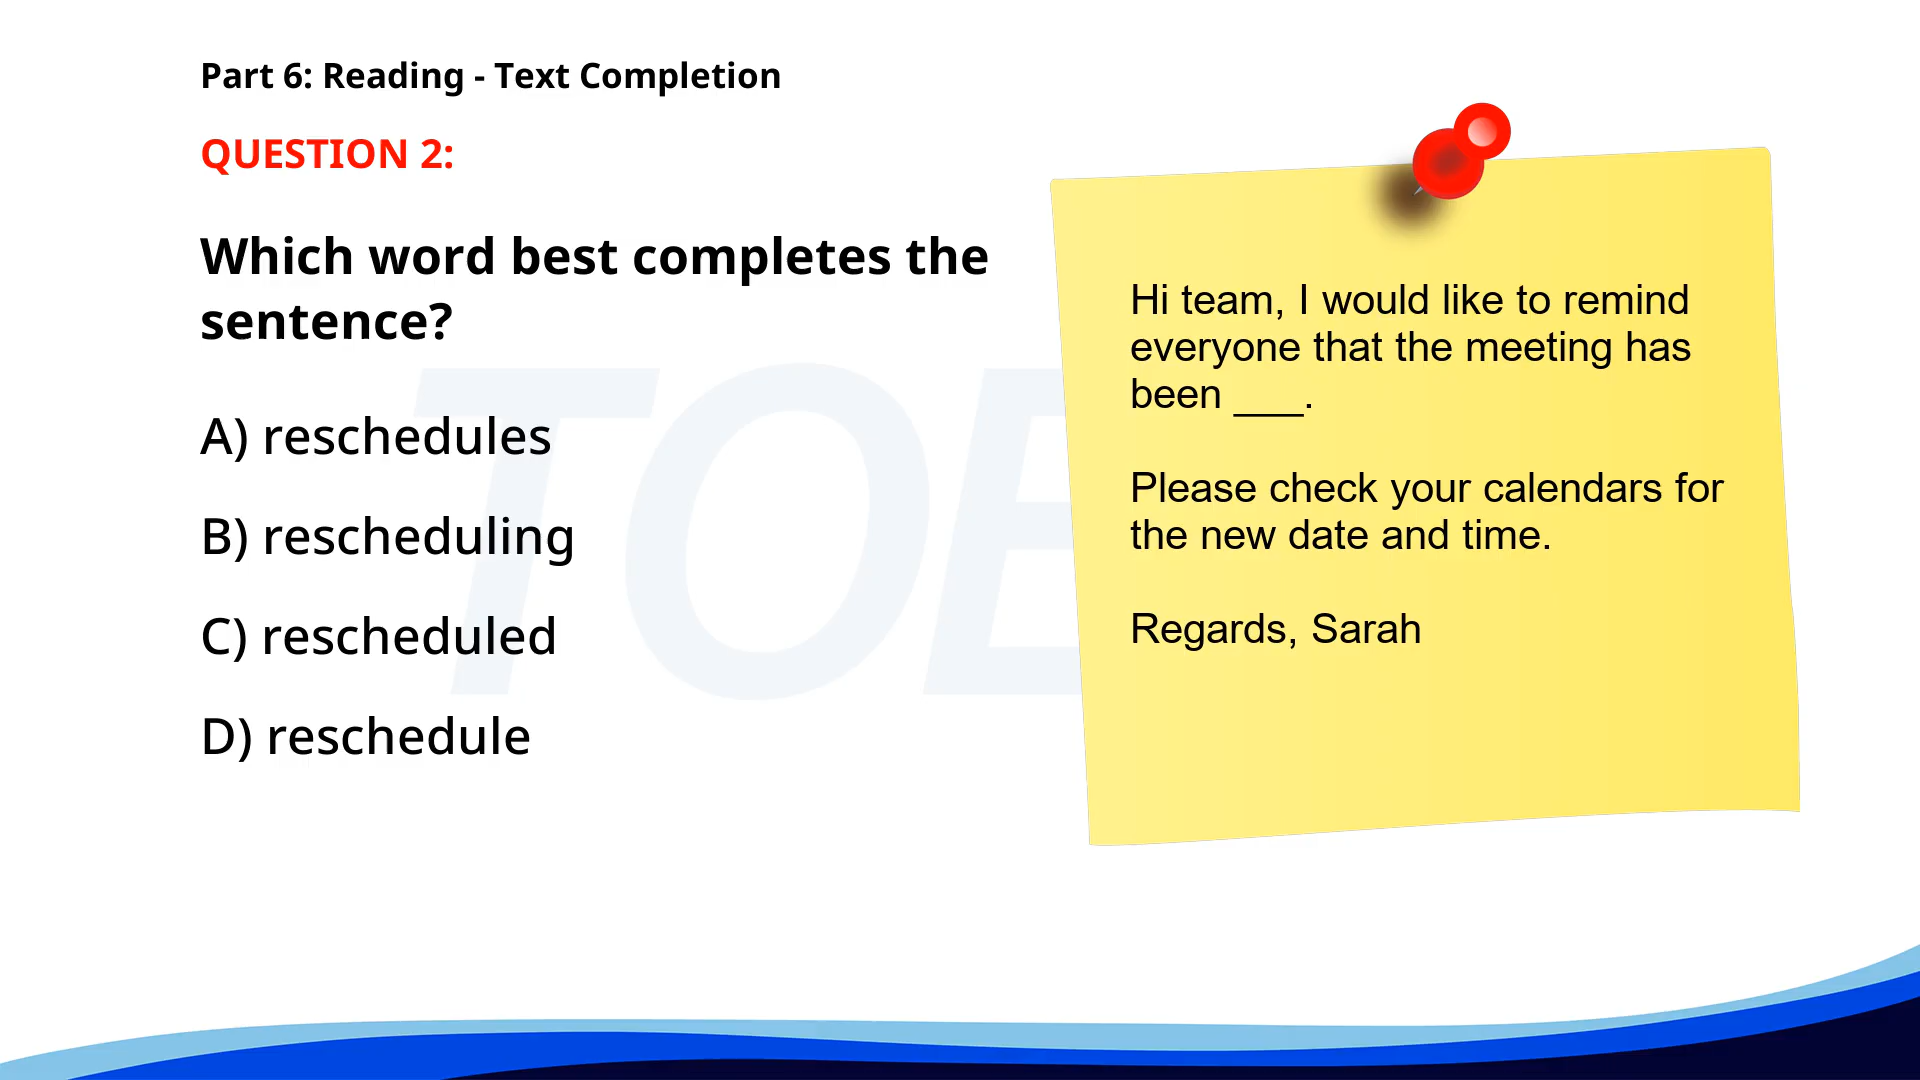 Part 6: Reading - Text Completion
QUESTION 2:
Which word best completes the
sentence?
A) reschedules
B) rescheduling
C) rescheduled
D) reschedule
Hi team, I would like to remind
everyone that the meeting has
been ___.
Please check your calendars for
the new date and time.
Regards, Sarah